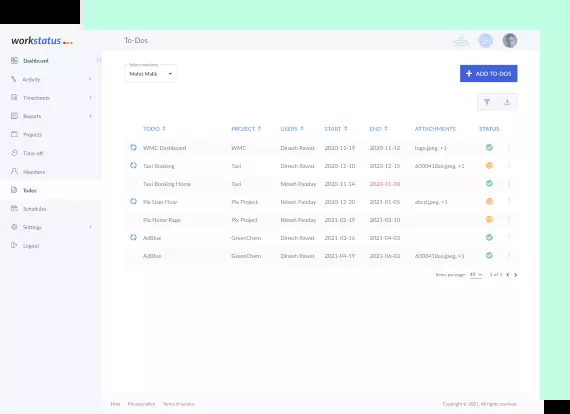 workstatus
To-Dos
Select members
Mohit Malik
+ ADD TO-DOS
Dashboard
Activity
Timesheets
Reports
Projects
Time-off
Members
Todos
Schedules
Settings
Logout
TODO PROJECT USERS START END ATTACHMENTS STATUS
WMC Dashboard WMC Dinesh Rawat 2020-11-19 2020-11-12 logo.jpeg, +1
Taxi Booking Taxi Dinesh Rawat 2020-12-10 2020-12-15 6000418as.jpeg, +1
Taxi Booking Home Taxi Nitesh Panday 2020-11-14 2020-11-30
Pix User Flow Pix Project Nitesh Panday 2020-12-30 2021-01-05 abcd.jpeg, +1
Pix Home Page Pix Project Nitesh Panday 2021-02-19 2021-03-10
AdBlue GreenChem Dinesh Rawat 2021-03-16 2021-04-03
AdBlue GreenChem Dinesh Rawat 2021-04-19 2021-06-03 6000418as.jpeg, +1
Items per page: 10 1 of 1
Help Privacy policy Terms of service Copyright © 2021, All rights reserved